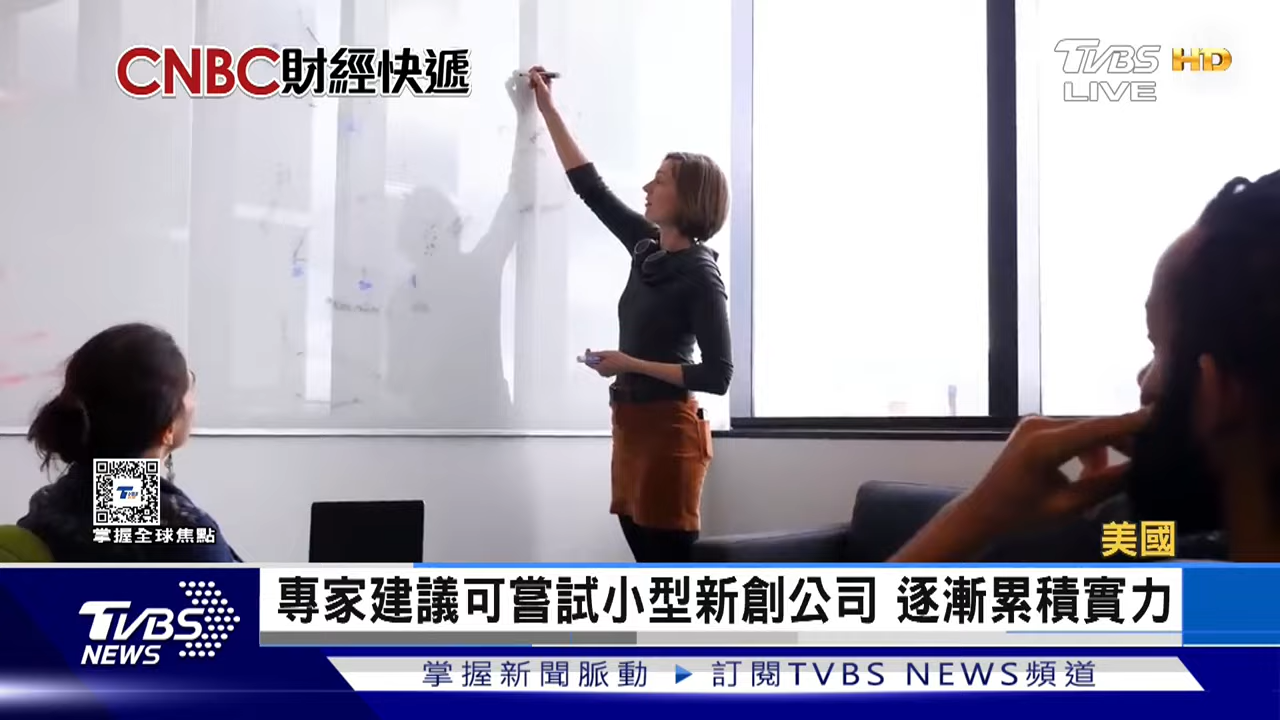 CNBC財經快遞
TVBS HD
LIVE
掌握全球焦點
美國
專家建議可嘗試小型新創公司 逐漸累積實力
TVBS
NEWS
掌握新聞脈動 ▶ 訂閱TVBS NEWS頻道